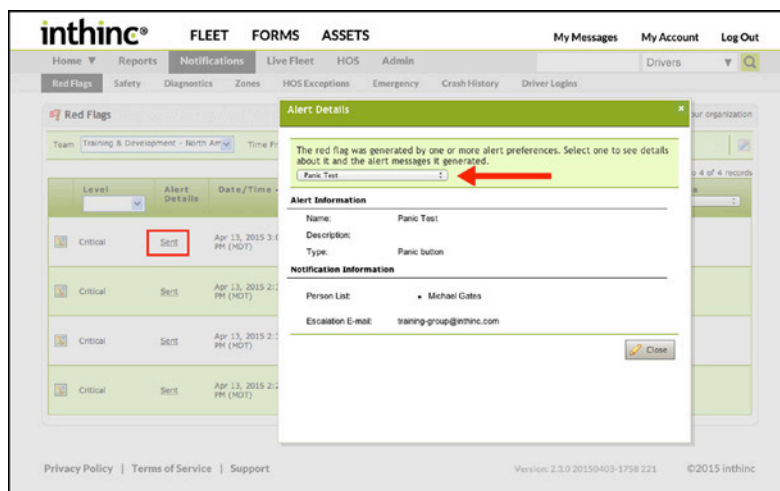 inthinc® FLEET FORMS ASSETS My Messages My Account Log Out
Home ▼ Reports Notifications Live Fleet HOS Admin Drivers ▼
Red Flags Safety Diagnostics Zones HOS Exceptions Emergency Crash History Driver Logins
Red Flags
our organization
Team Training & Development - North Am Time Fr
o 4 of 4 records
Level Alert Details Date/Time
Critical Sent Apr 13, 2015 3:0
PM (MDT)
Critical Sent Apr 13, 2015 2:
PM (MDT)
Critical Sent Apr 13, 2015 2:
PM (MDT)
Critical Sent Apr 13, 2015 2:2
PM (MDT)
Alert Details ×
The red flag was generated by one or more alert preferences. Select one to see details
about it and the alert messages it generated.
Panic Test
Alert Information
Name: Panic Test
Description:
Type: Panic button
Notification Information
Person List: • Michael Gates
Escalation E-mail: training-group@inthinc.com
Close
Privacy Policy | Terms of Service | Support Version: 2.3.0 20150403-1758 221 ©2015 inthinc